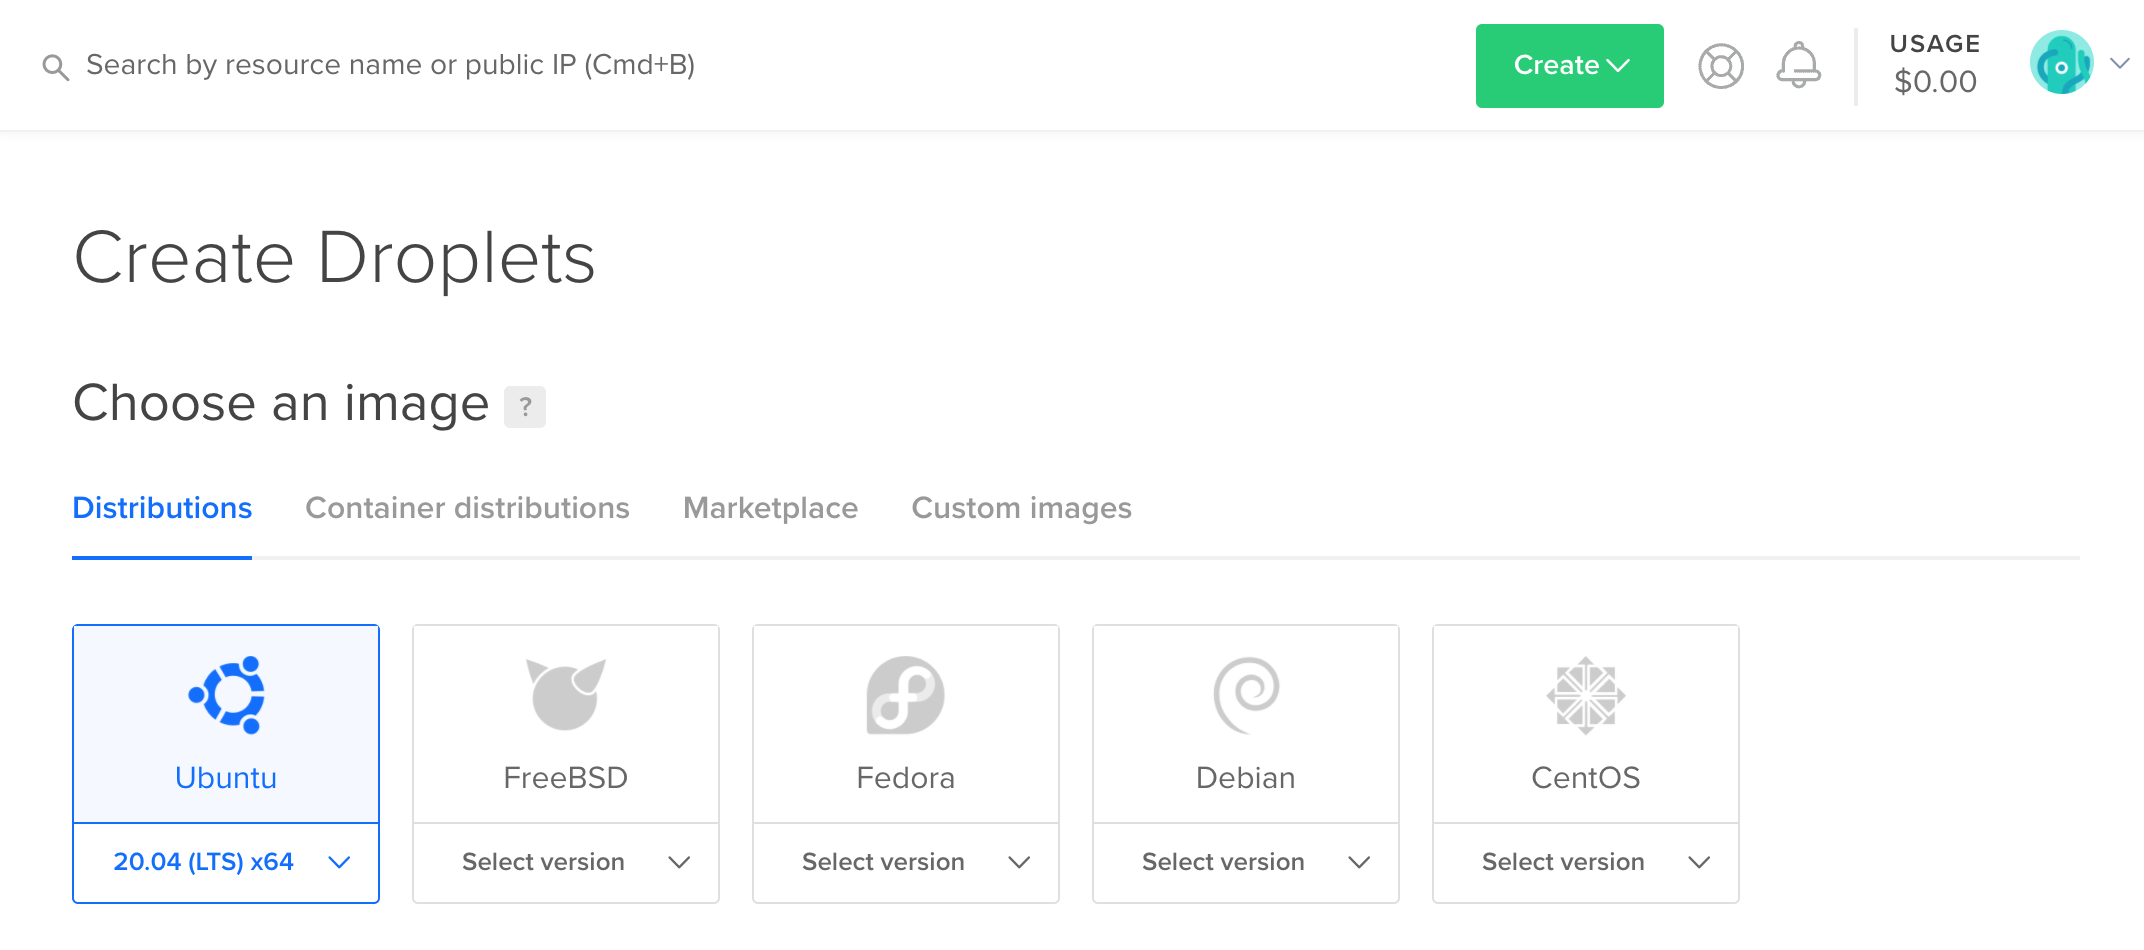 Search by resource name or public IP (Cmd+B)
Create
USAGE
$0.00
Create Droplets
Choose an image ?
Distributions Container distributions Marketplace Custom images
Ubuntu FreeBSD Fedora Debian CentOS
20.04 (LTS) x64 Select version Select version Select version Select version